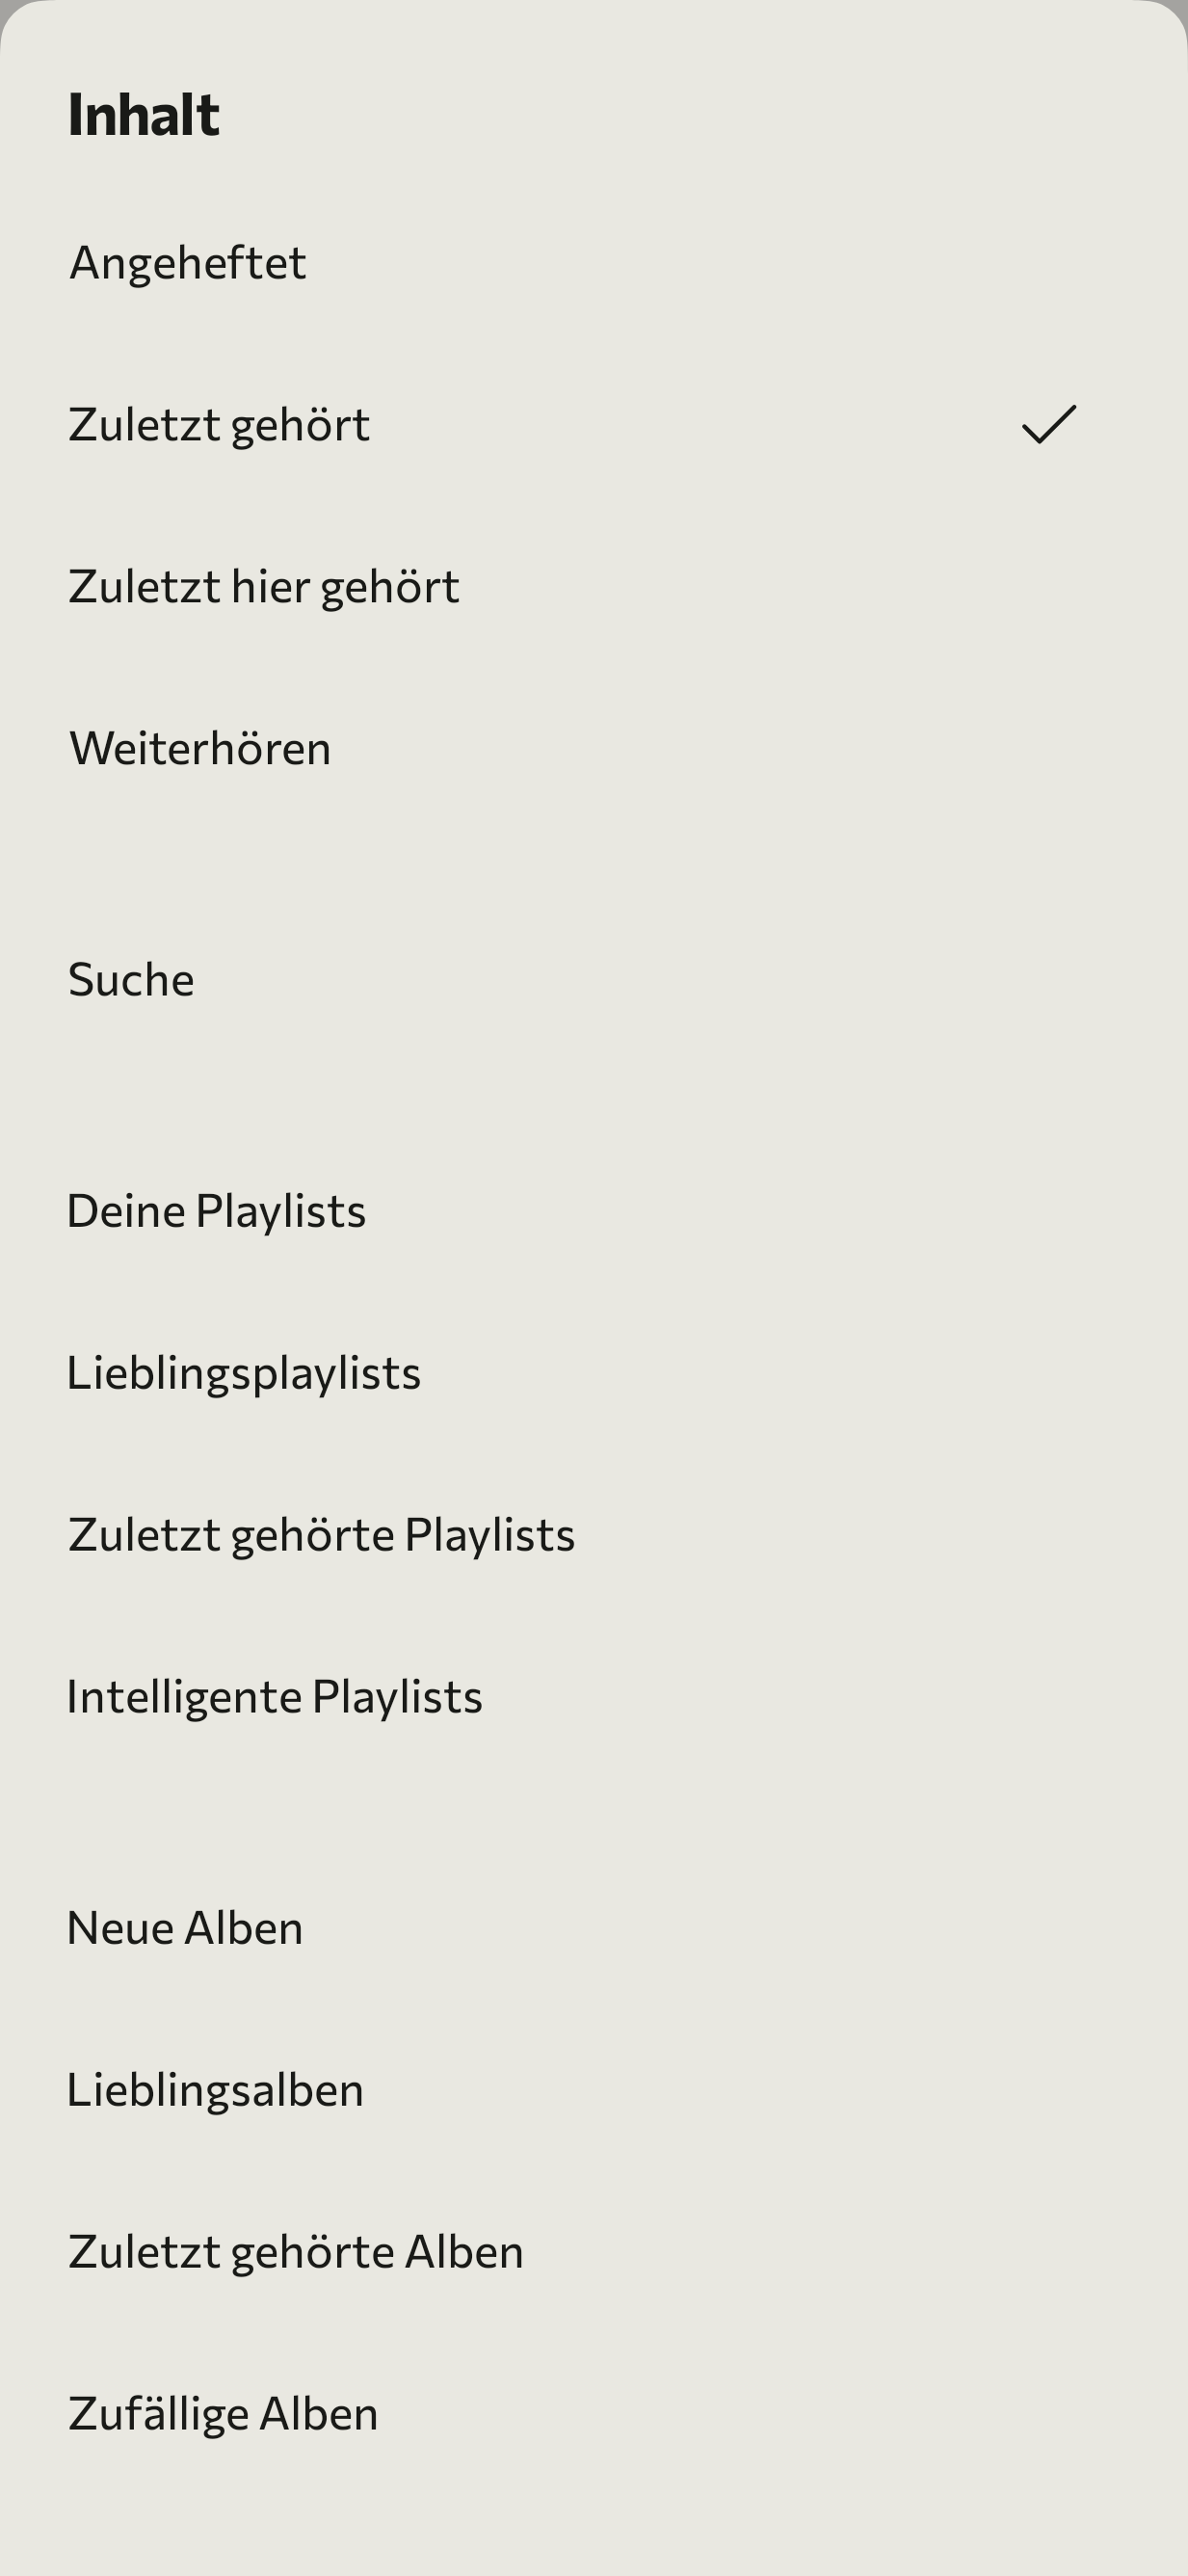 Inhalt
Angeheftet
Zuletzt gehört
Zuletzt hier gehört
Weiterhören
Suche
Deine Playlists
Lieblingsplaylists
Zuletzt gehörte Playlists
Intelligente Playlists
Neue Alben
Lieblingsalben
Zuletzt gehörte Alben
Zufällige Alben